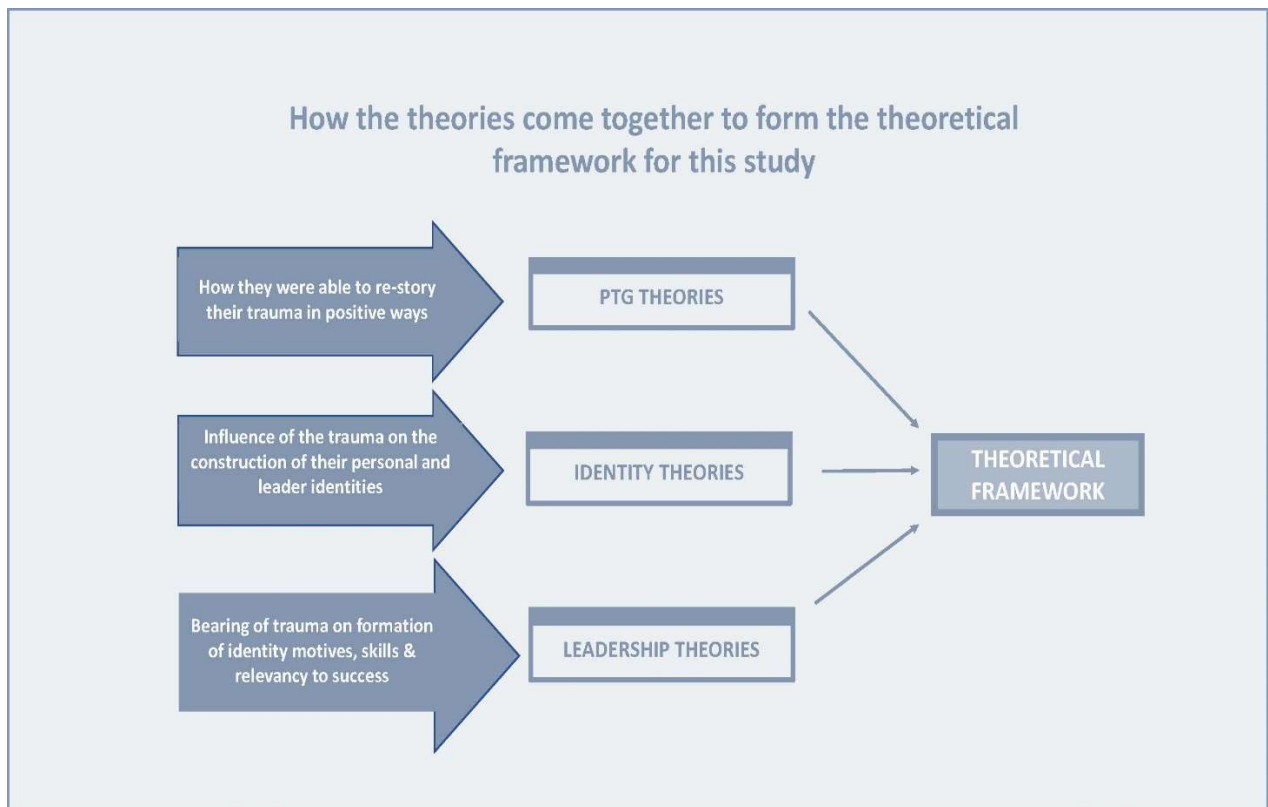 How the theories come together to form the theoretical
framework for this study
How they were able to re-story
their trauma in positive ways
PTG THEORIES
Influence of the trauma on the
construction of their personal and
leader identities
IDENTITY THEORIES
THEORETICAL
FRAMEWORK
Bearing of trauma on formation
of identity motives, skills &
relevancy to success
LEADERSHIP THEORIES